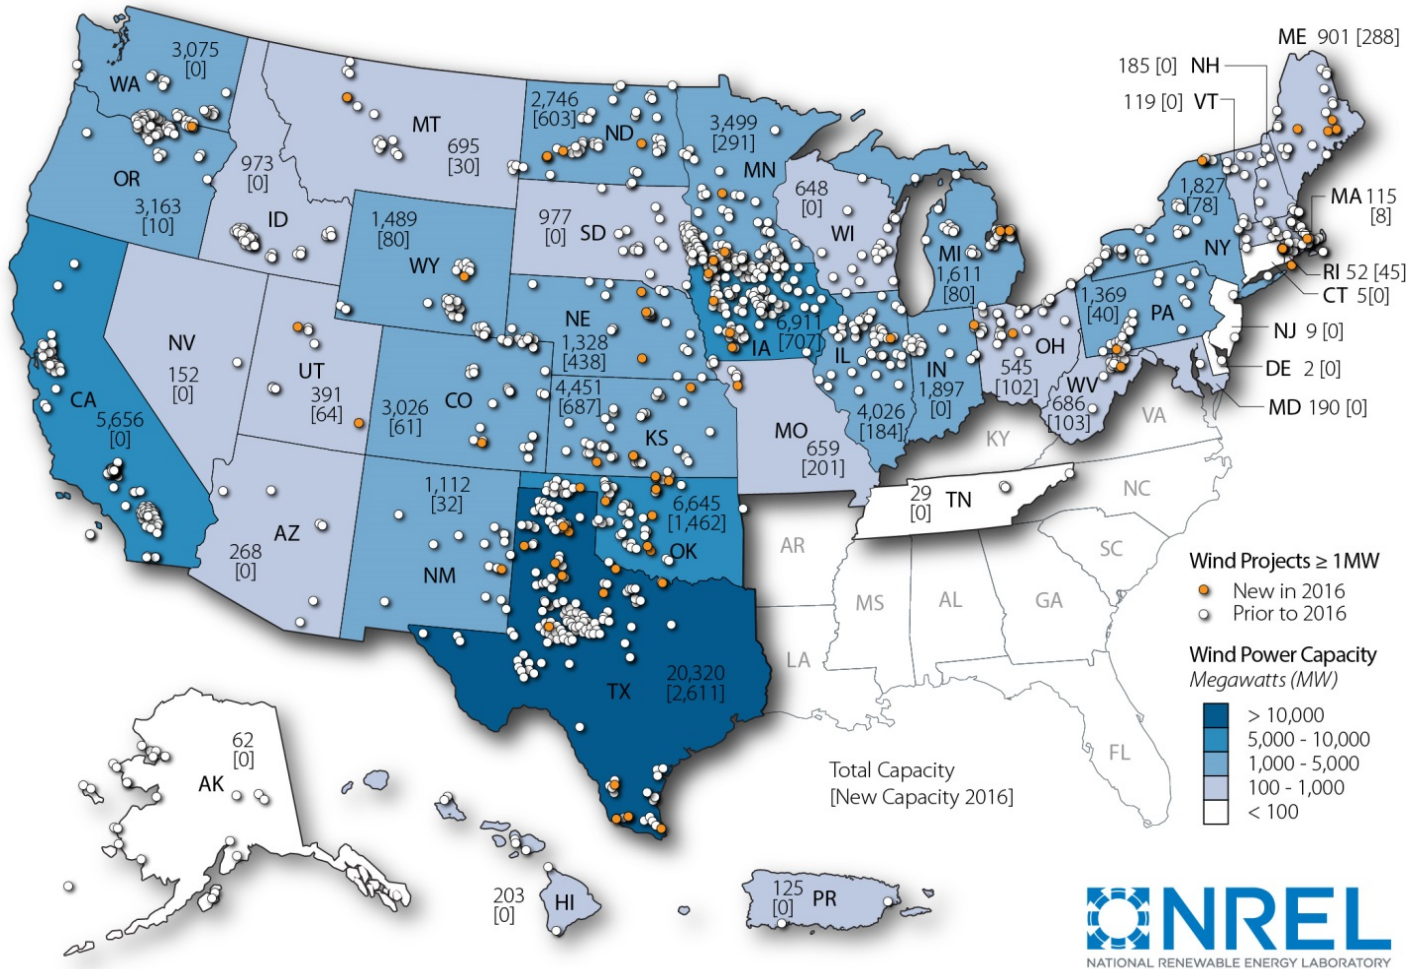 ME 901 [288]
185 [0] NH
119 [0] VT
3,075
[0]
WA
MT
695
[30]
2,746
[603]
ND
3,499
[291]
MN
OR
3,163
[10]
973
[0]
ID
1,489
[80]
WY
977
[0]
SD
648
[0]
WI
MI
1,611
[80]
1,827
[78]
NY
MA 115
[8]
RI 52 [45]
CT 5[0]
NJ 9 [0]
DE 2 [0]
MD 190 [0]
NV
152
[0]
UT
391
[64]
NE
1,328
[438]
6,911
[707]
IA
IL
4,026
[184]
IN
1,897
[0]
OH
545
[102]
1,369
[40]
PA
WV
686
[103]
VA
CA
5,656
[0]
CO
3,026
[61]
4,451
[687]
KS
MO
659
[201]
KY
AZ
268
[0]
1,112
[32]
NM
6,645
[1,462]
OK
29
[0]
TN
NC
AR
SC
MS
AL
GA
LA
20,320
[2,611]
TX
FL
62
[0]
AK
203
[0]
HI
125
[0]
PR
Total Capacity
[New Capacity 2016]
Wind Projects ≥ 1MW
New in 2016
Prior to 2016
Wind Power Capacity
Megawatts (MW)
> 10,000
5,000 - 10,000
1,000 - 5,000
100 - 1,000
< 100
NREL
NATIONAL RENEWABLE ENERGY LABORATORY